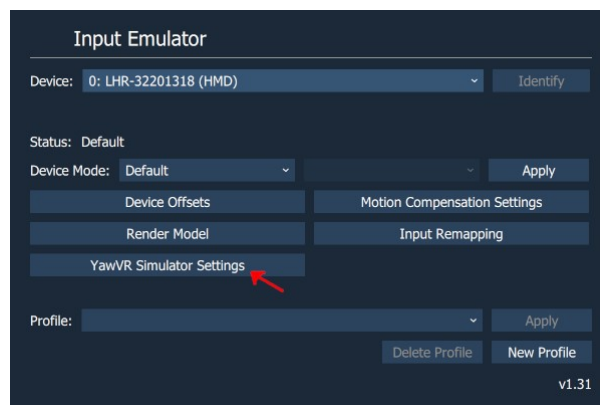 Input Emulator
Device: 0: LHR-32201318 (HMD) Identify
Status: Default
Device Mode: Default Apply
Device Offsets Motion Compensation Settings
Render Model Input Remapping
YawVR Simulator Settings
Profile: Apply
Delete Profile New Profile
v1.31